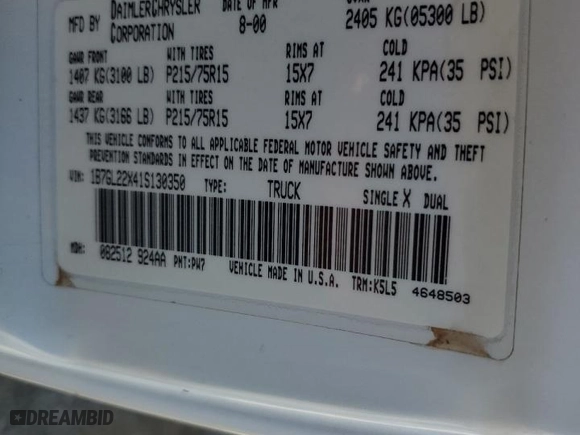 MFD BY DAIMLERCHRYSLER CORPORATION DATE OF MFR 8-00 GVWR 2405 KG(05300 LB)
GAWR FRONT WITH TIRES RIMS AT COLD
1407 KG(3100 LB) P215/75R15 15X7 241 KPA(35 PSI)
GAWR REAR WITH TIRES RIMS AT COLD
1437 KG(3166 LB) P215/75R15 15X7 241 KPA(35 PSI)
THIS VEHICLE CONFORMS TO ALL APPLICABLE FEDERAL MOTOR VEHICLE SAFETY AND THEFT
PREVENTION STANDARDS IN EFFECT ON THE DATE OF MANUFACTURE SHOWN ABOVE.
VIN: 1B7GL22X41S130350 TYPE: TRUCK SINGLE X DUAL
MDH: 082512 924AA PNT:PW7 VEHICLE MADE IN U.S.A. TRM:K5L5 4648503
DREAMBID